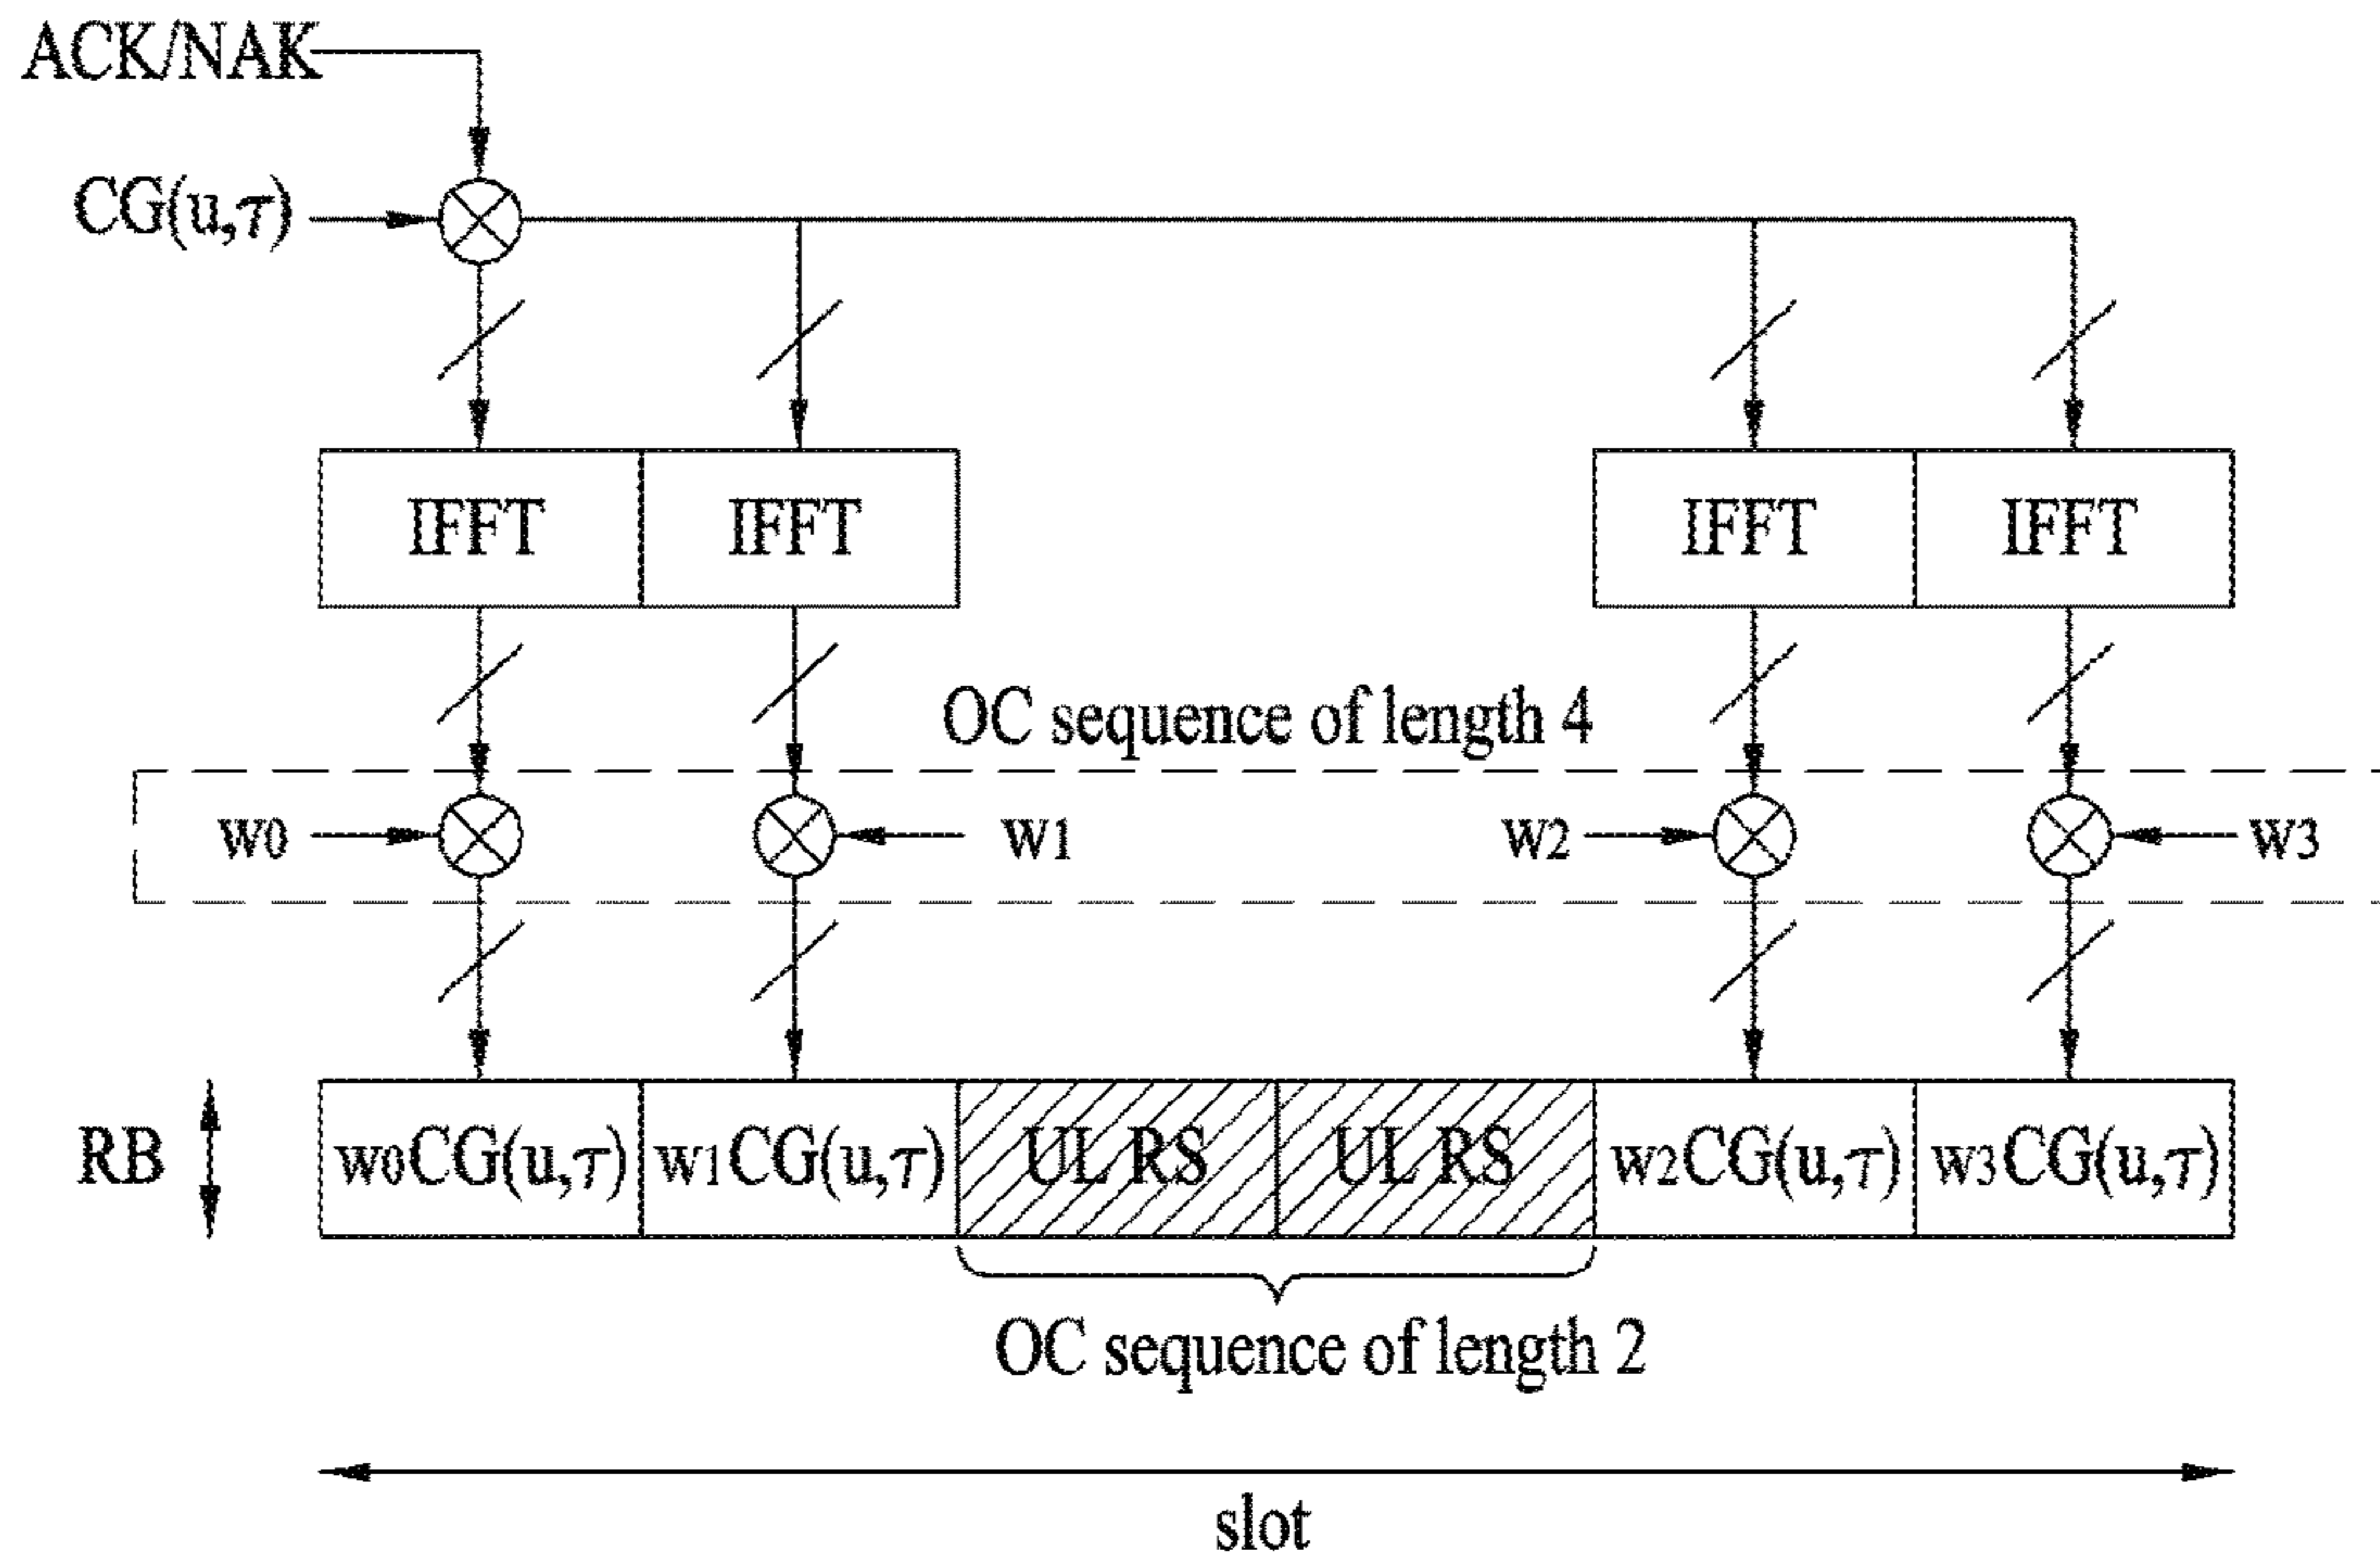 ACK/NAK
CG(u,τ)
IFFT IFFT IFFT IFFT
OC sequence of length 4
w0 w1 w2 w3
RB w0CG(u,τ) w1CG(u,τ) UL RS UL RS w2CG(u,τ) w3CG(u,τ)
OC sequence of length 2
slot